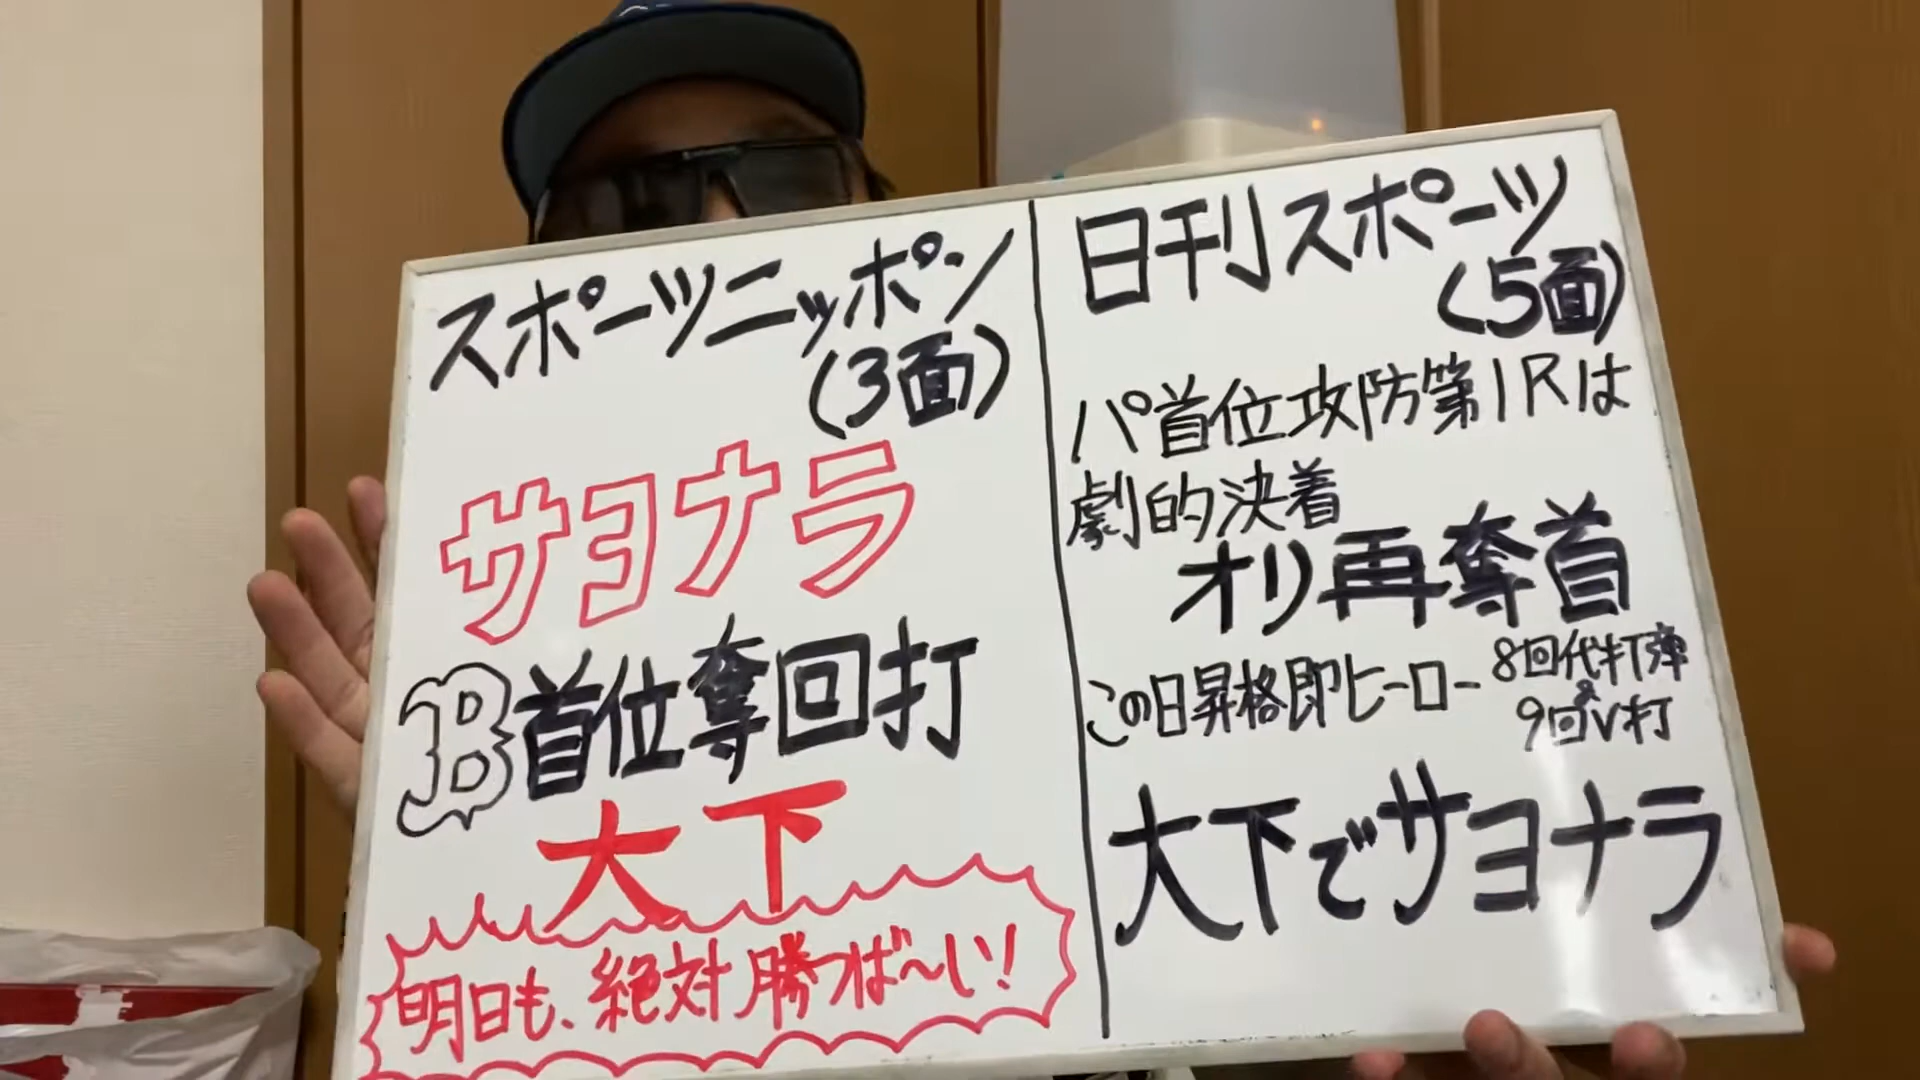 スポーツニッポン
(3面)
サヨナラ
B首位奪回打
大下
明日も、絶対勝つば〜い!
日刊スポーツ
(5面)
パ首位攻防第1Rは
劇的決着
オリ再奪首
この日昇格即ヒーロー
8回代打弾
&
9回V打
大下でサヨナラ